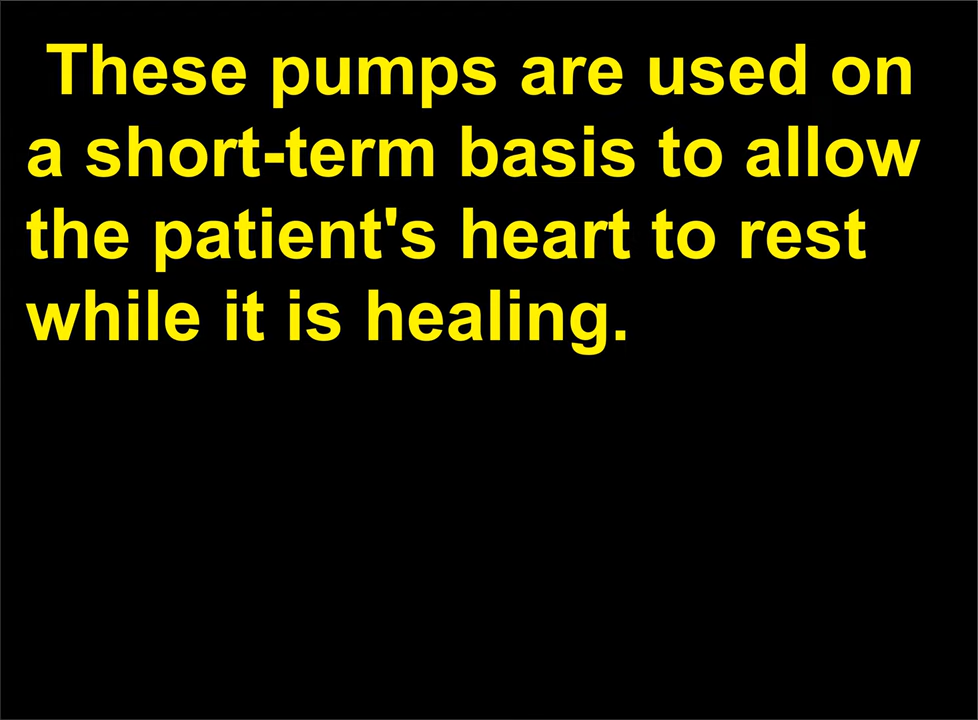 These pumps are used on
a short-term basis to allow
the patient's heart to rest
while it is healing.